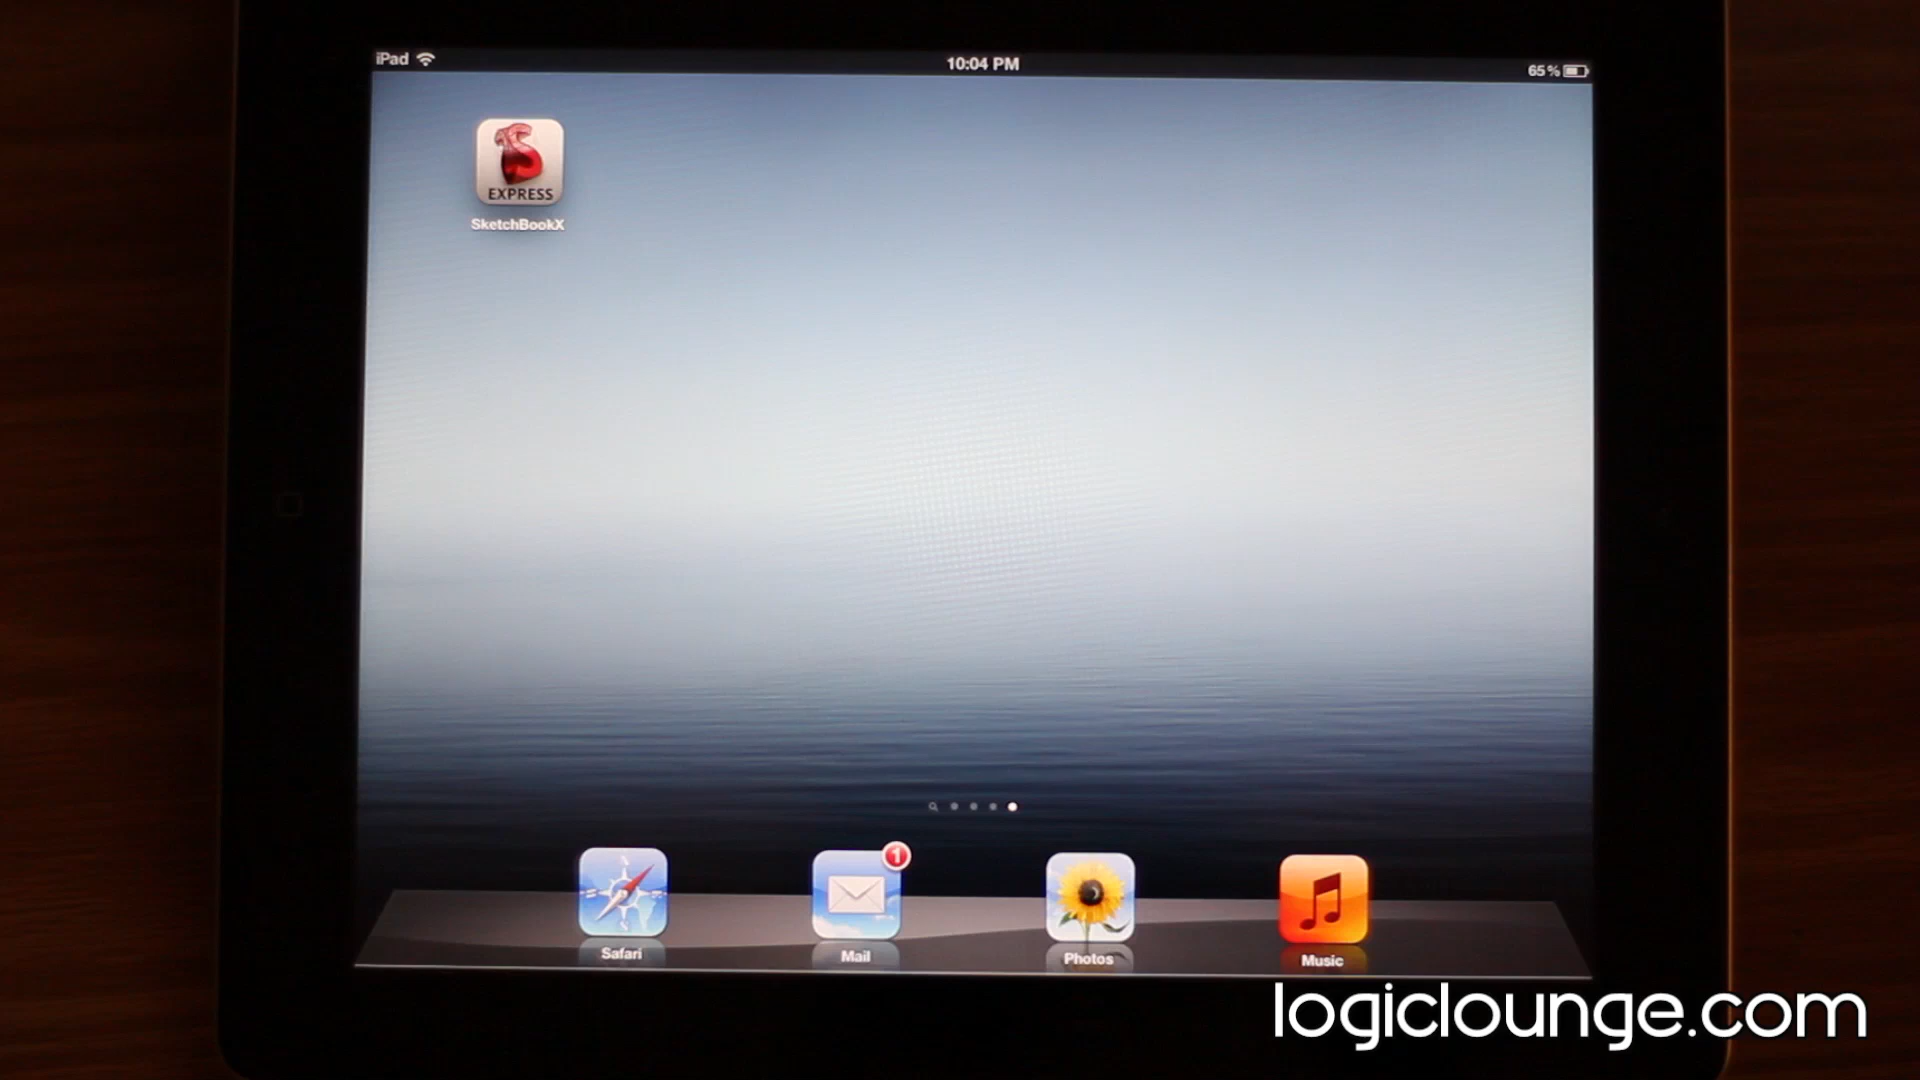 iPad
10:04 PM
65%
EXPRESS
SketchBookX
1
Safari
Mail
Photos
Music
logiclounge.com